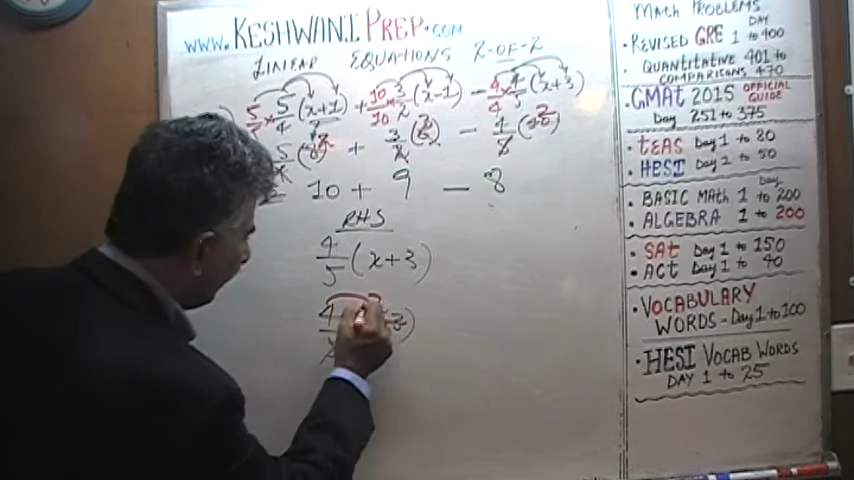 www.KESHWANIPREP.COM
LINEAR EQUATIONS 2-OF-2
5/4 (x+1) + 10/10 × 3/2 (x-1) - 4/4 × 4/5 (x+3)
+ 3/2 - 4/5
10 + 9 - 8
RHS
4/5 (x+3)
4
MATH PROBLEMS
DAY
• REVISED GRE 1 to 400
• QUANTITATIVE 401 to
COMPARISONS 470
• GMAT 2015 OFFICIAL GUIDE
Day 251 to 375
• TEAS Day 1 to 80
• HESI Day 1 to 50
Day
• BASIC MATH 1 to 200
• ALGEBRA 1 to 200
• SAT Day 1 to 150
• ACT Day 1 to 40
• VOCABULARY
WORDS - Day 1 to 100
• HESI VOCAB WORDS
DAY 1 to 25